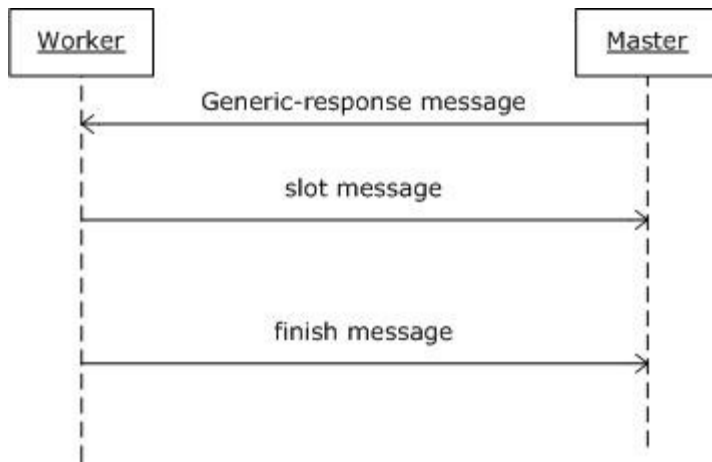 Worker
Master
Generic-response message
slot message
finish message